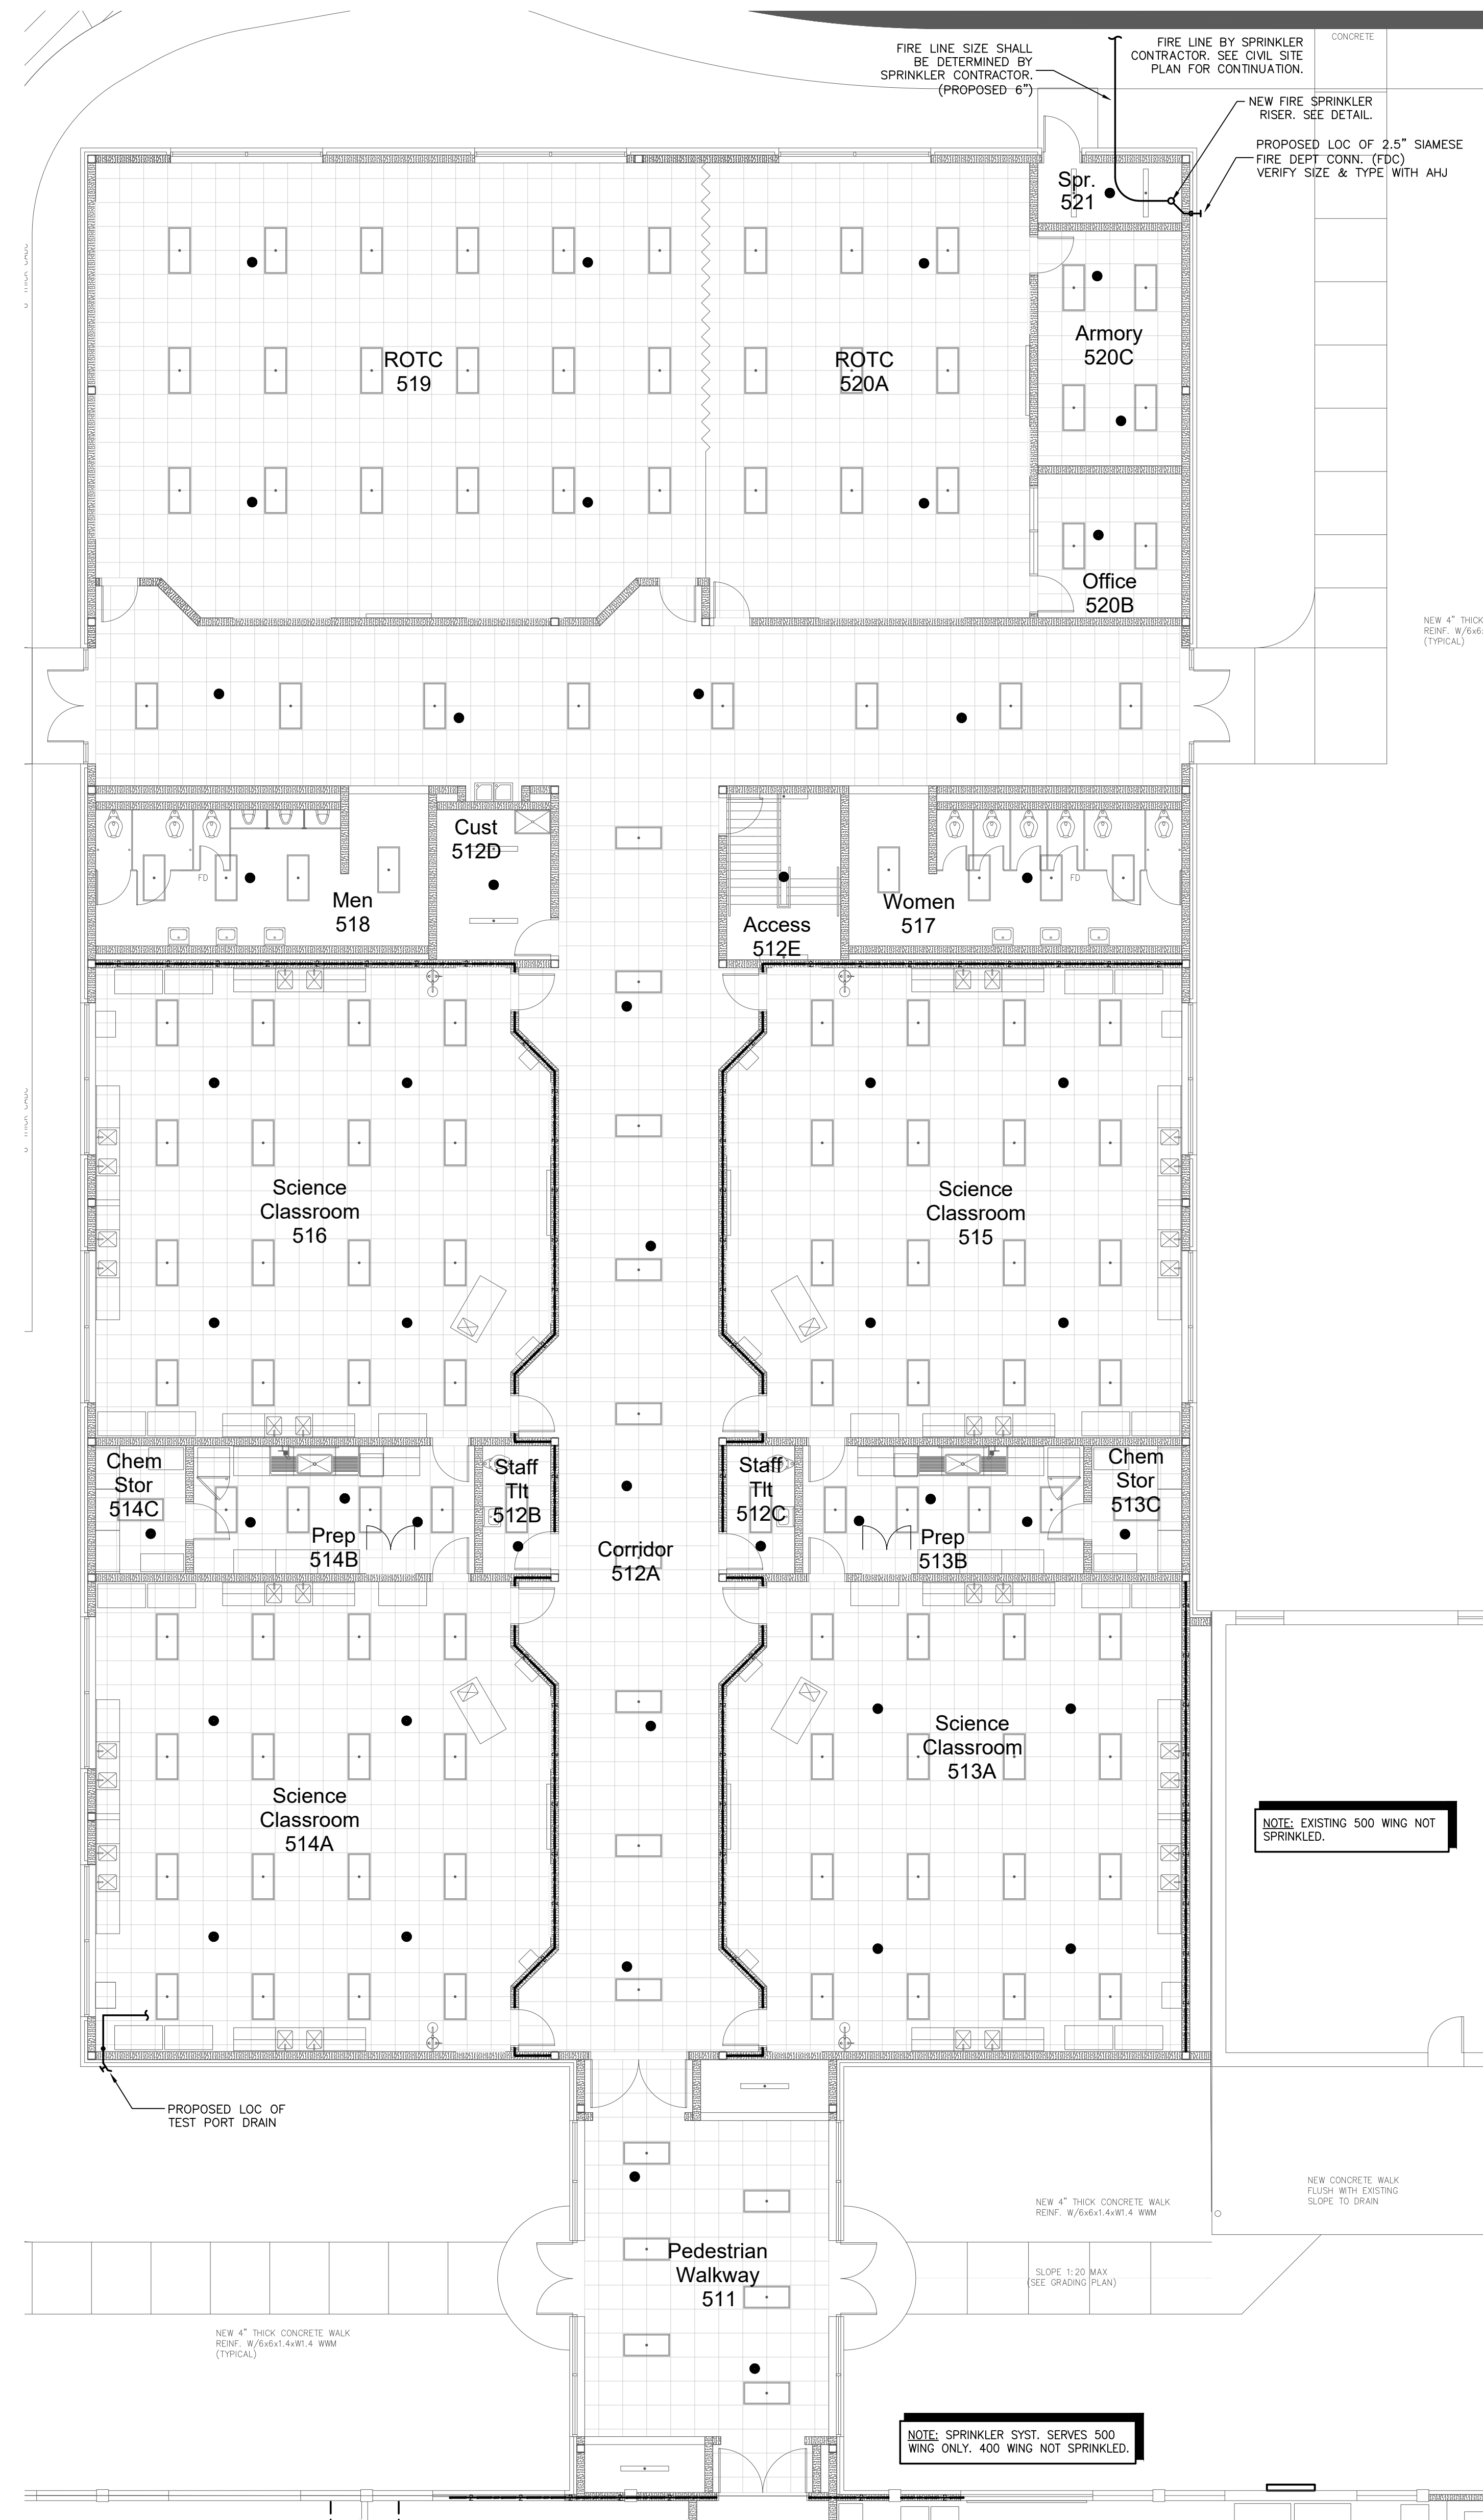 CONCRETE
FIRE LINE SIZE SHALL
BE DETERMINED BY
SPRINKLER CONTRACTOR.
(PROPOSED 6")
FIRE LINE BY SPRINKLER
CONTRACTOR. SEE CIVIL SITE
PLAN FOR CONTINUATION.
NEW FIRE SPRINKLER
RISER. SEE DETAIL.
PROPOSED LOC OF 2.5" SIAMESE
FIRE DEPT CONN. (FDC)
VERIFY SIZE & TYPE WITH AHJ
Spr.
521
ROTC
519
ROTC
520A
Armory
520C
Office
520B
NEW 4" THICK
REINF. W/6x6x
(TYPICAL)
Cust
512D
Men
518
FD
Access
512E
Women
517
FD
Science
Classroom
516
Science
Classroom
515
Chem
Stor
514C
Prep
514B
Staff
Tlt
512B
Corridor
512A
Staff
Tlt
512C
Prep
513B
Chem
Stor
513C
Science
Classroom
514A
Science
Classroom
513A
NOTE: EXISTING 500 WING NOT
SPRINKLED.
PROPOSED LOC OF
TEST PORT DRAIN
NEW 4" THICK CONCRETE WALK
REINF. W/6x6x1.4xW1.4 WWM
NEW CONCRETE WALK
FLUSH WITH EXISTING
SLOPE TO DRAIN
Pedestrian
Walkway
511
SLOPE 1:20 MAX
(SEE GRADING PLAN)
NEW 4" THICK CONCRETE WALK
REINF. W/6x6x1.4xW1.4 WWM
(TYPICAL)
NOTE: SPRINKLER SYST. SERVES 500
WING ONLY. 400 WING NOT SPRINKLED.